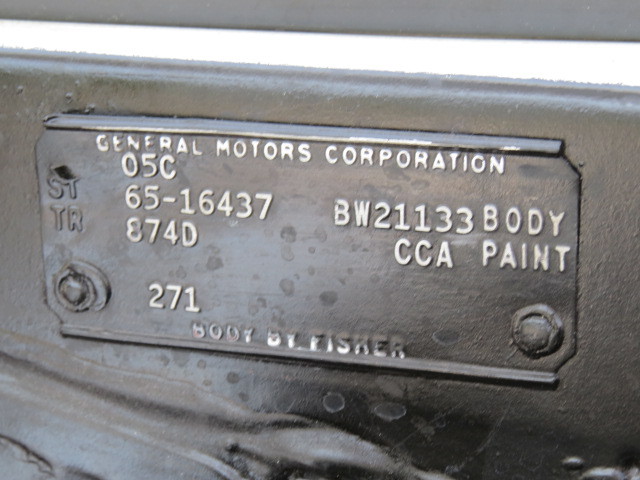 GENERAL MOTORS CORPORATION
05C
ST 65-16437 BW21133 BODY
TR 874D CCA PAINT
271
BODY BY FISHER